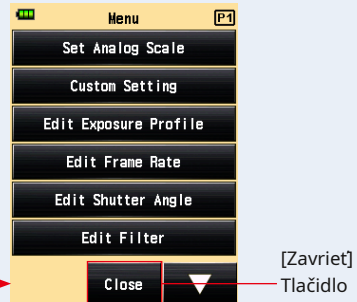 Menu P1
Set Analog Scale
Custom Setting
Edit Exposure Profile
Edit Frame Rate
Edit Shutter Angle
Edit Filter
Close
[Zavrieť]
Tlačidlo